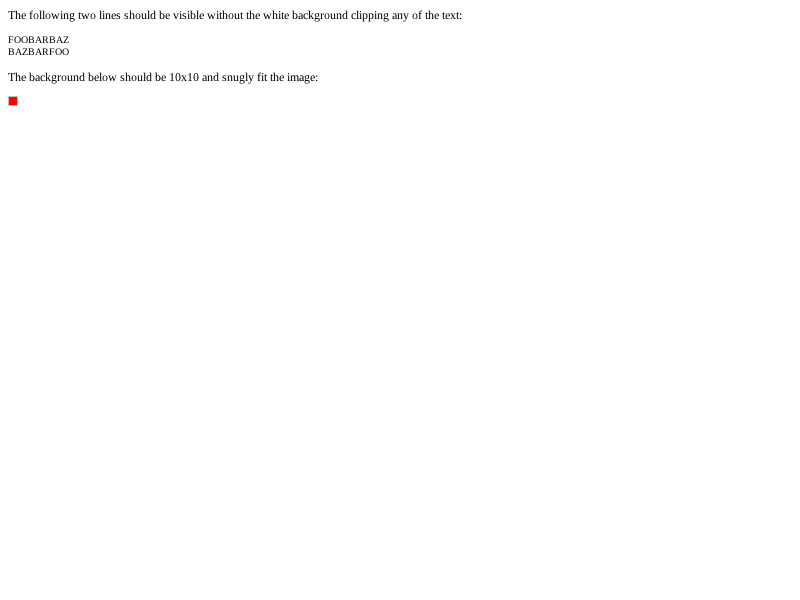 The following two lines should be visible without the white background clipping any of the text:
FOOBARBAZ
BAZBARFOO
The background below should be 10x10 and snugly fit the image: